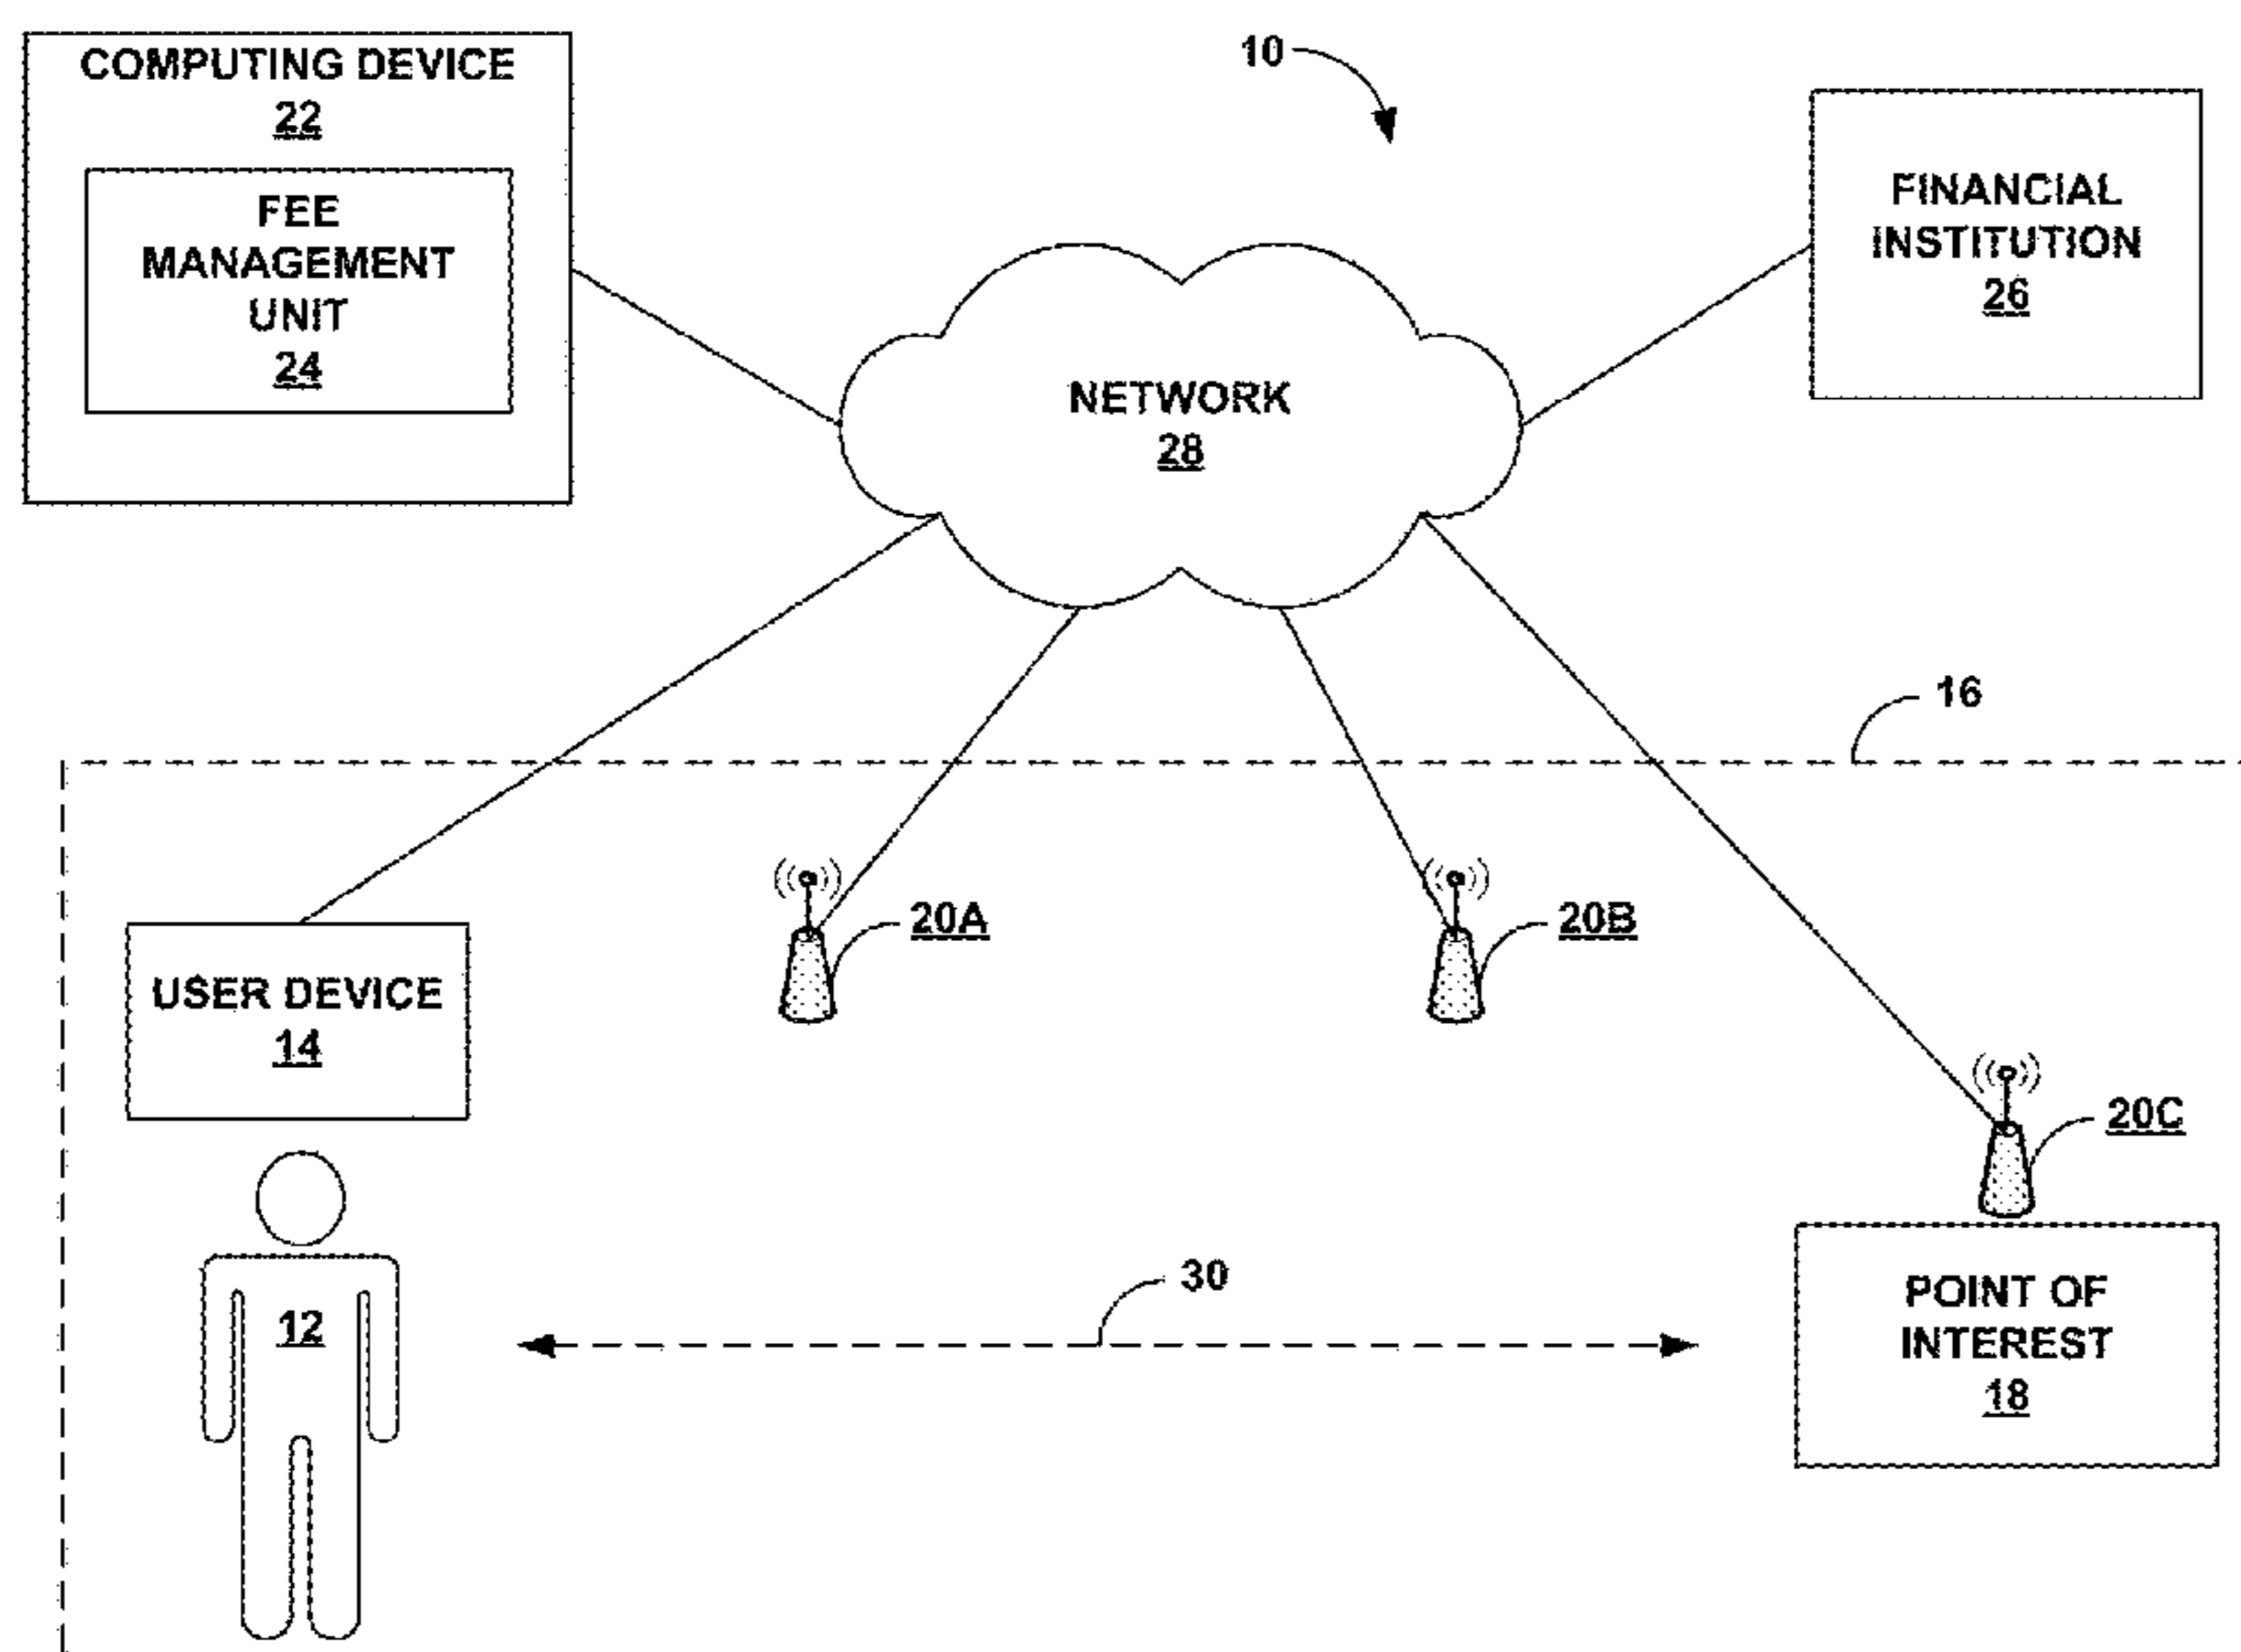 COMPUTING DEVICE
22
FEE
MANAGEMENT
UNIT
24
10
FINANCIAL
INSTITUTION
26
NETWORK
28
16
20A
20B
USER DEVICE
14
20C
12
30
POINT OF
INTEREST
18